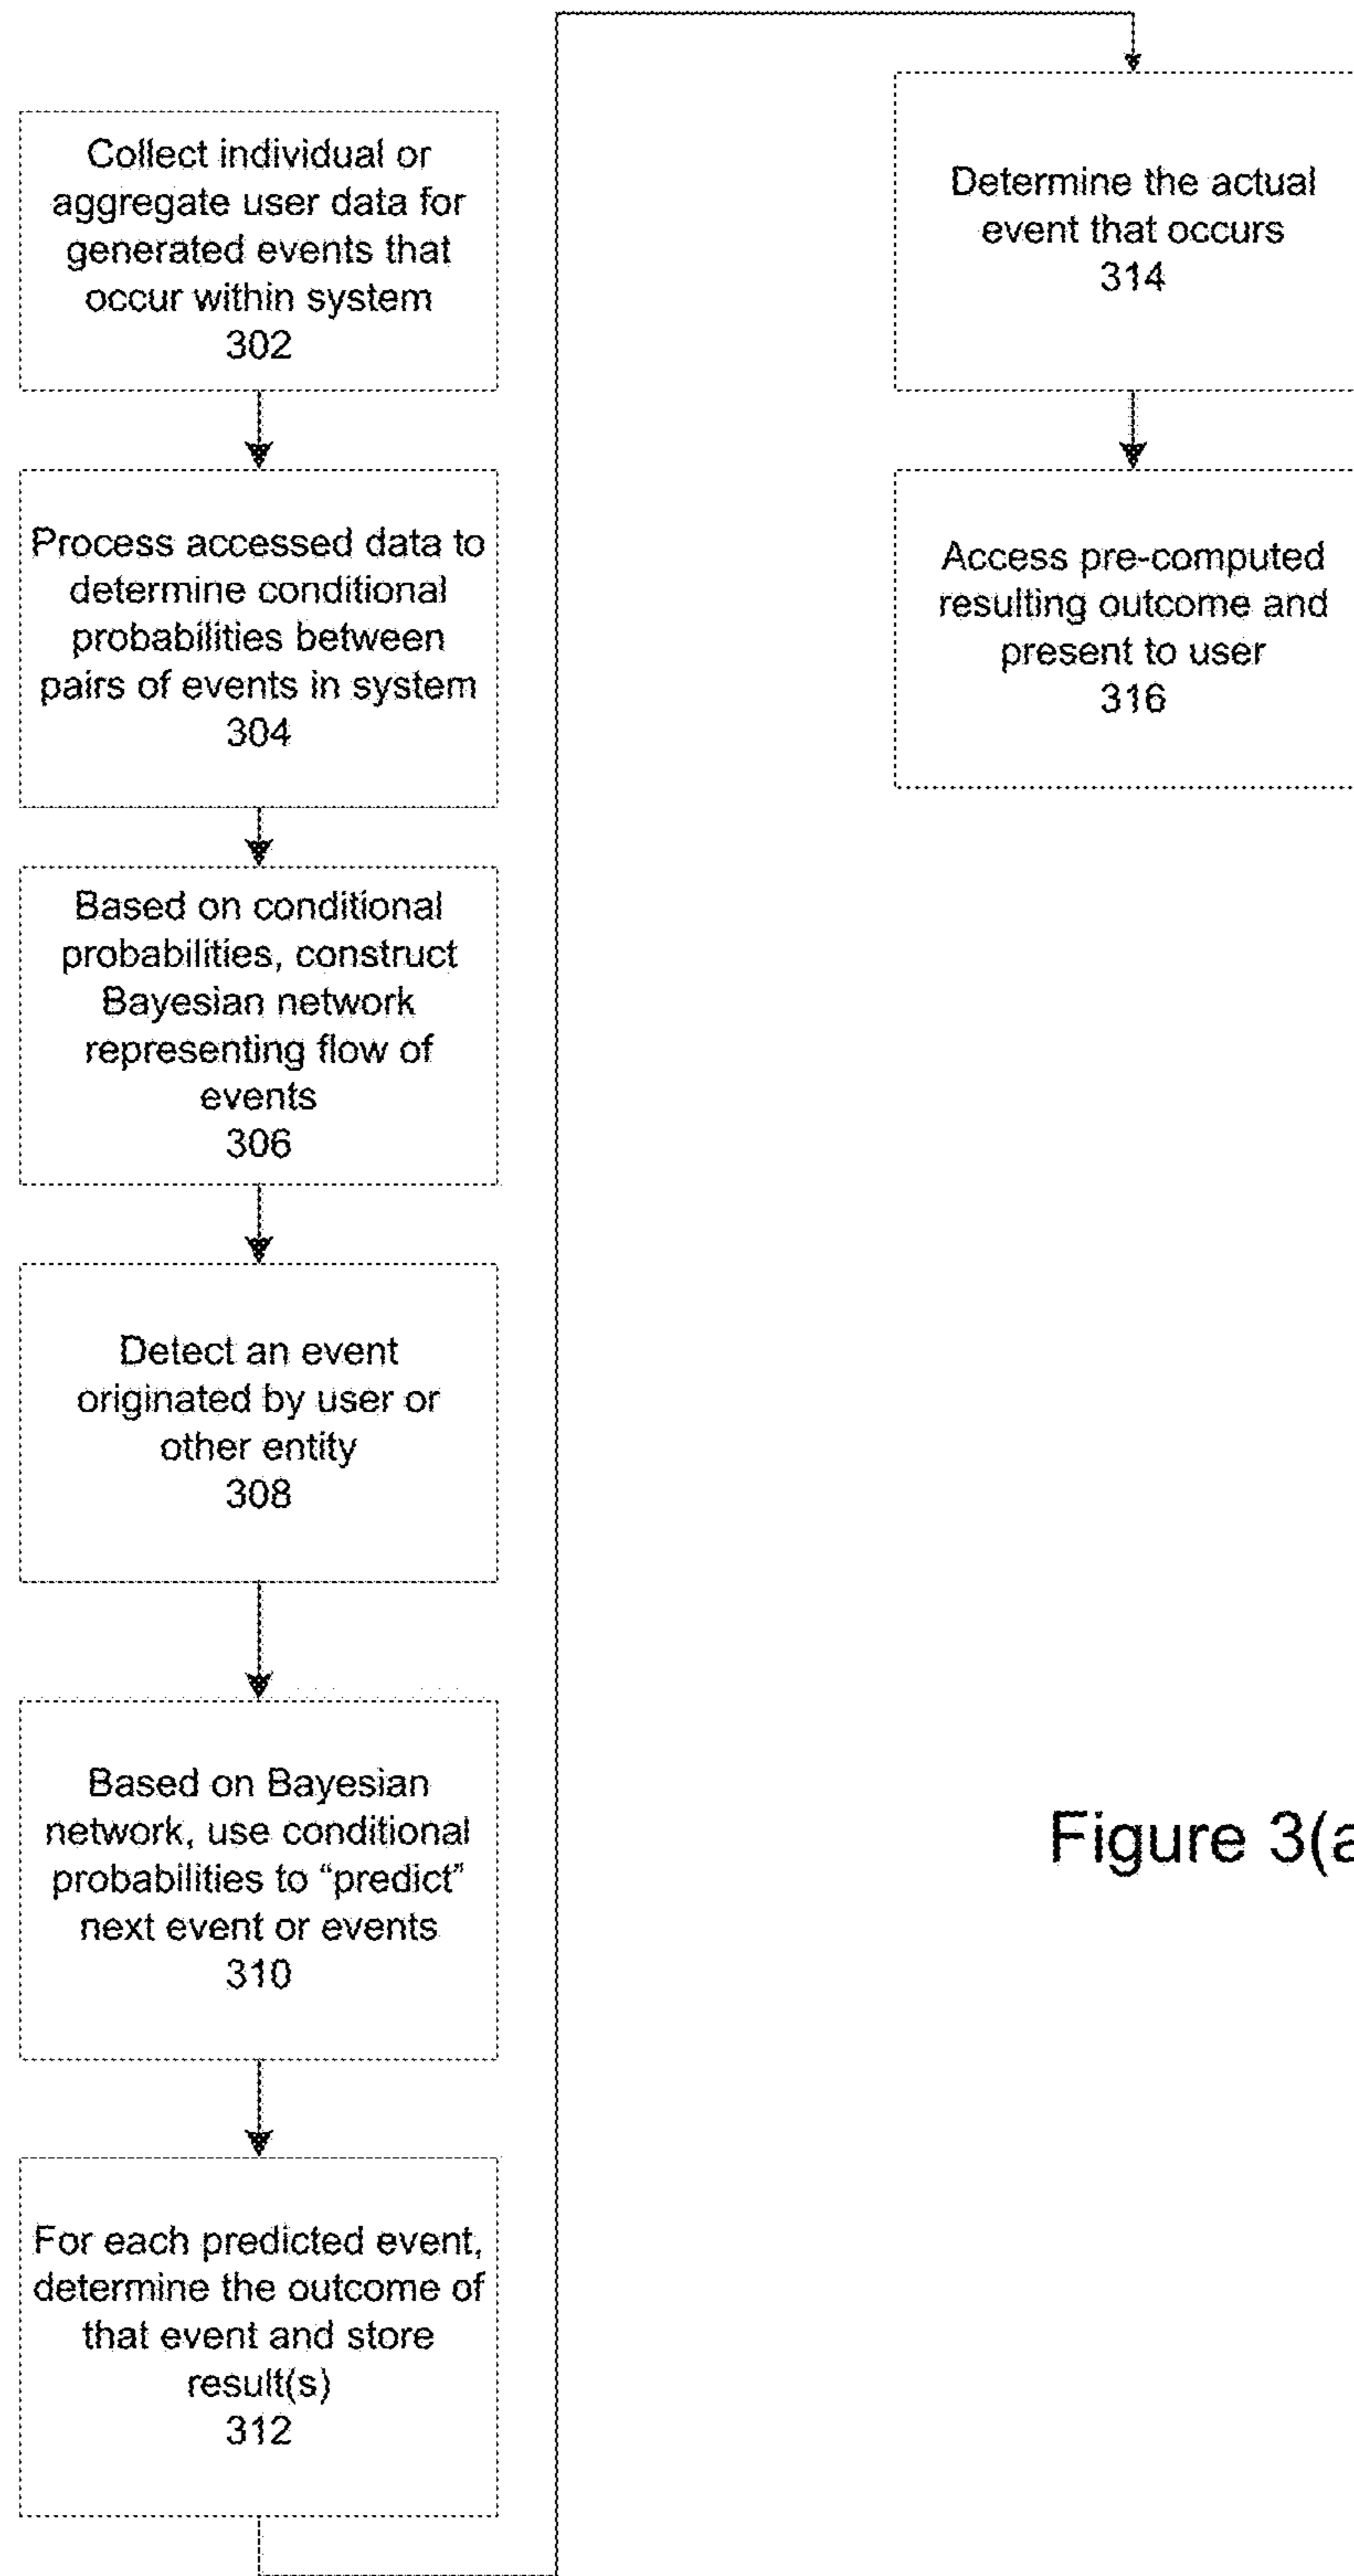 Collect individual or
aggregate user data for
generated events that
occur within system
302
Process accessed data to
determine conditional
probabilities between
pairs of events in system
304
Based on conditional
probabilities, construct
Bayesian network
representing flow of
events
306
Detect an event
originated by user or
other entity
308
Based on Bayesian
network, use conditional
probabilities to “predict”
next event or events
310
For each predicted event,
determine the outcome of
that event and store
result(s)
312
Determine the actual
event that occurs
314
Access pre-computed
resulting outcome and
present to user
316
Figure 3(a